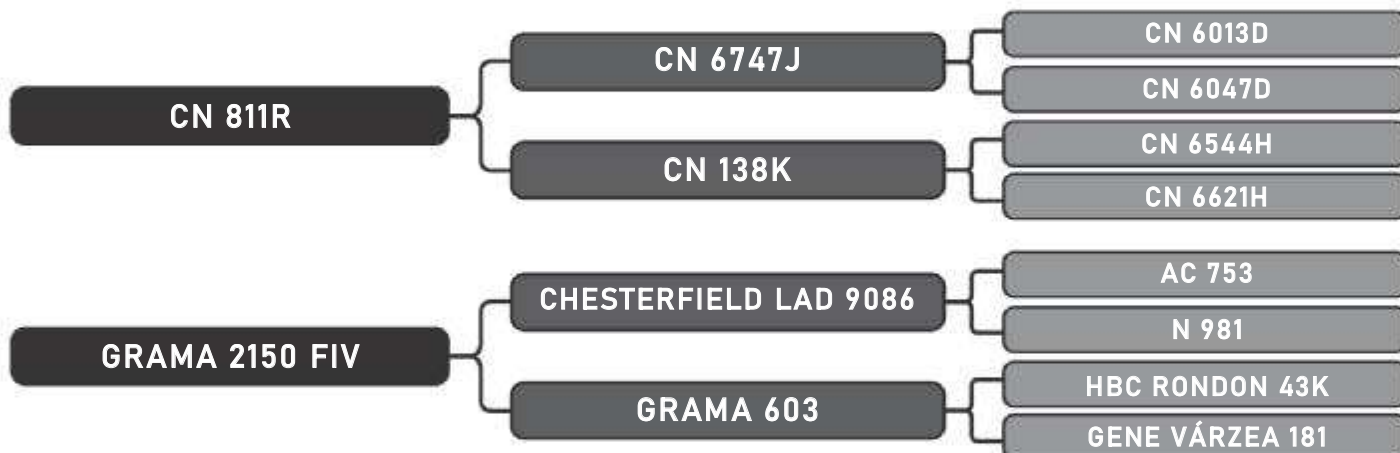 CN 811R
CN 6747J
CN 6013D
CN 6047D
CN 138K
CN 6544H
CN 6621H
GRAMA 2150 FIV
CHESTERFIELD LAD 9086
AC 753
N 981
GRAMA 603
HBC RONDON 43K
GENE VÁRZEA 181